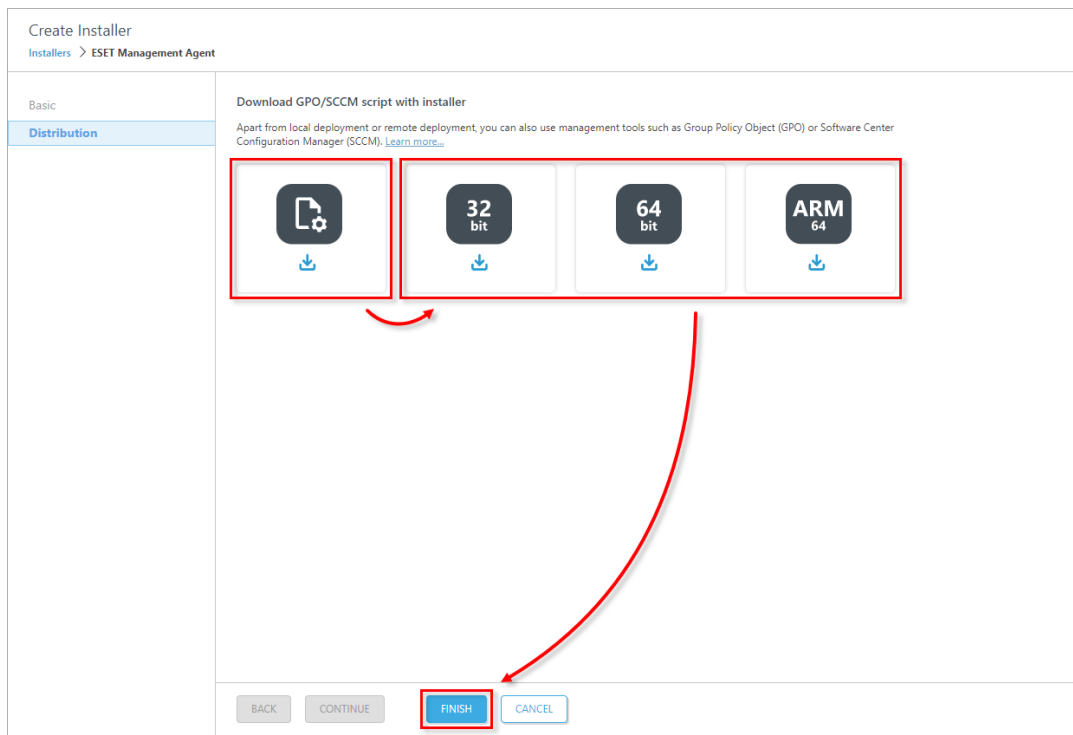 Create Installer
Installers > ESET Management Agent
Basic
Distribution
Download GPO/SCCM script with installer
Apart from local deployment or remote deployment, you can also use management tools such as Group Policy Object (GPO) or Software Center
Configuration Manager (SCCM). Learn more...
32
bit
64
bit
ARM
64
BACK
CONTINUE
FINISH
CANCEL